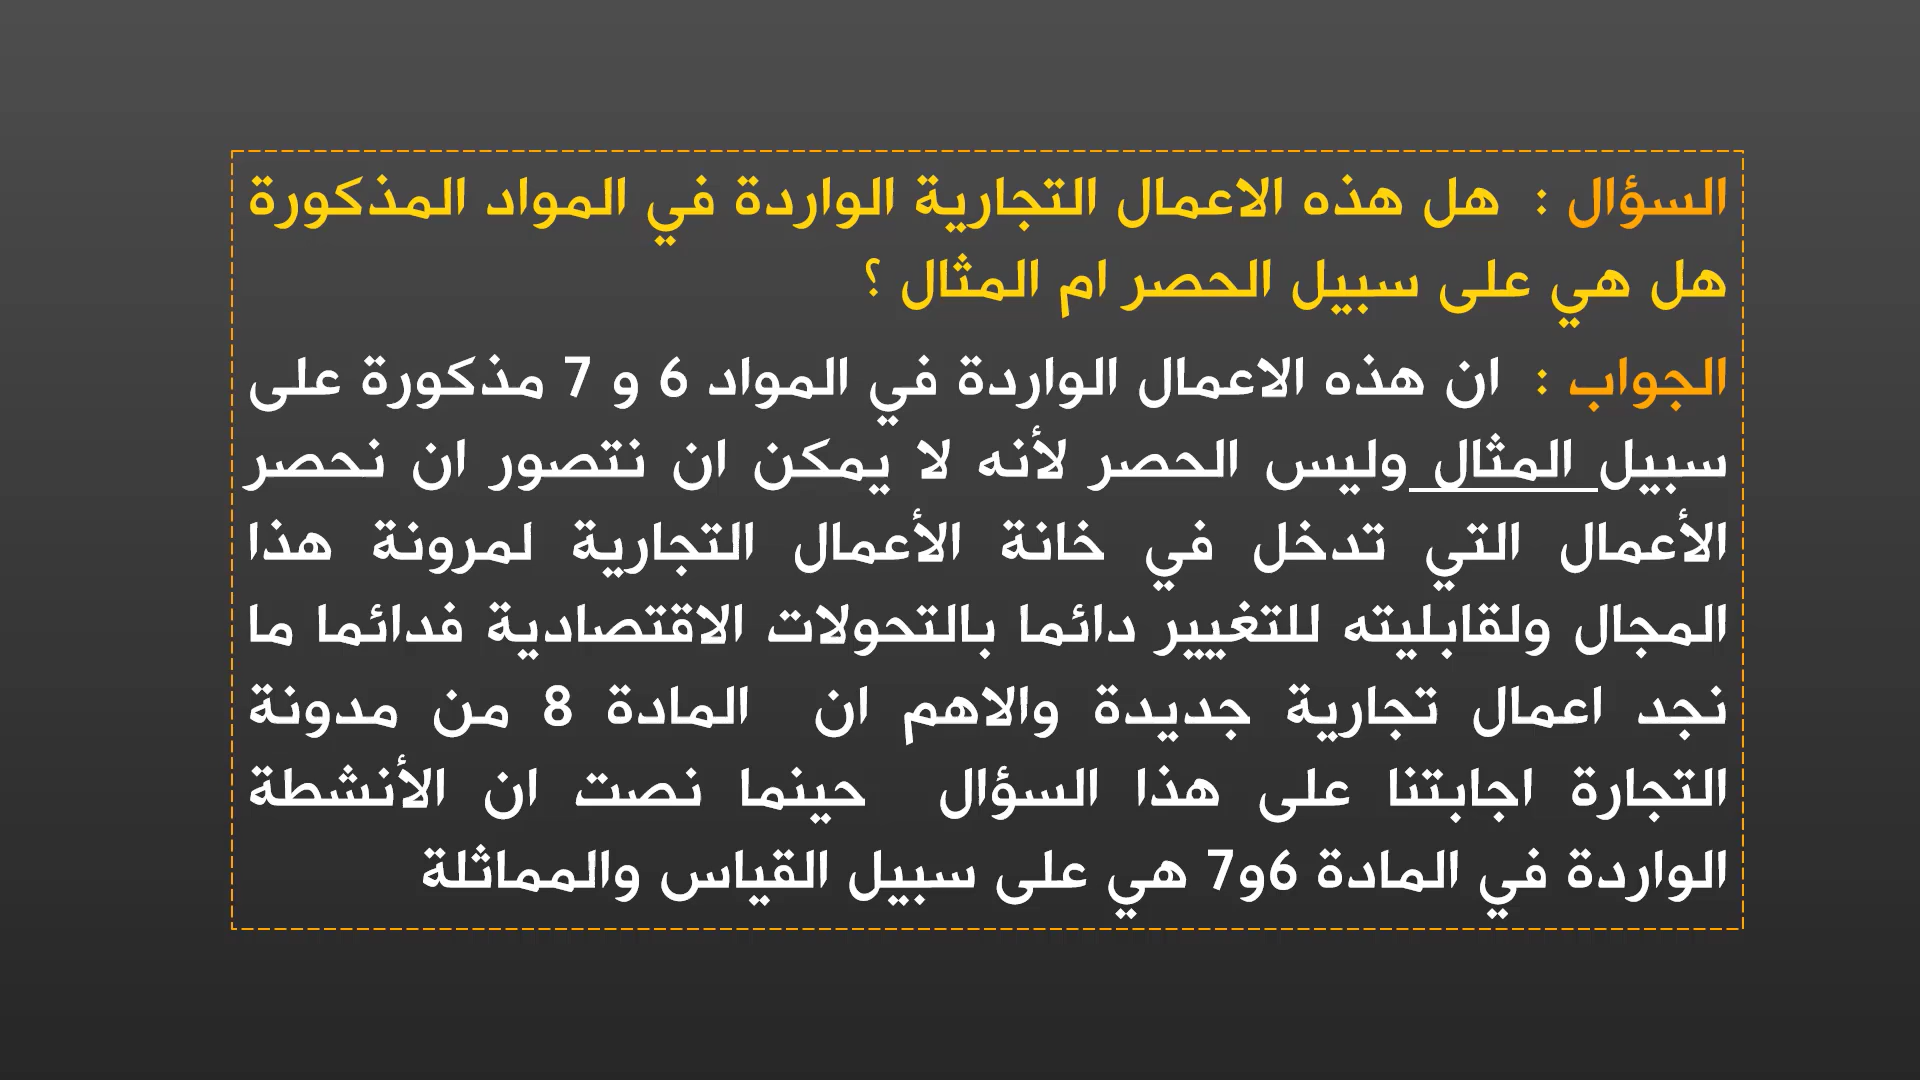 السؤال : هل هذه الاعمال التجارية الواردة في المواد المذكورة
هل هي على سبيل الحصر ام المثال ؟
الجواب : ان هذه الاعمال الواردة في المواد 6 و 7 مذكورة على
سبيل المثال وليس الحصر لأنه لا يمكن ان نتصور ان نحصر
الأعمال التي تدخل في خانة الأعمال التجارية لمرونة هذا
المجال ولقابليته للتغيير دائما بالتحولات الاقتصادية فدائما ما
نجد اعمال تجارية جديدة والاهم ان المادة 8 من مدونة
التجارة اجابتنا على هذا السؤال حينما نصت ان الأنشطة
الواردة في المادة 6و7 هي على سبيل القياس والمماثلة